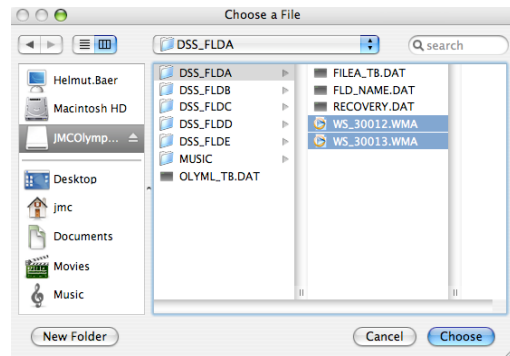 Choose a File
DSS_FLDA
search
Helmut.Baer
Macintosh HD
JMCOlymp...
Desktop
jmc
Documents
Movies
Music
DSS_FLDA
DSS_FLDB
DSS_FLDC
DSS_FLDD
DSS_FLDE
MUSIC
OLYML_TB.DAT
FILEA_TB.DAT
FLD_NAME.DAT
RECOVERY.DAT
WS_30012.WMA
WS_30013.WMA
New Folder
Cancel
Choose